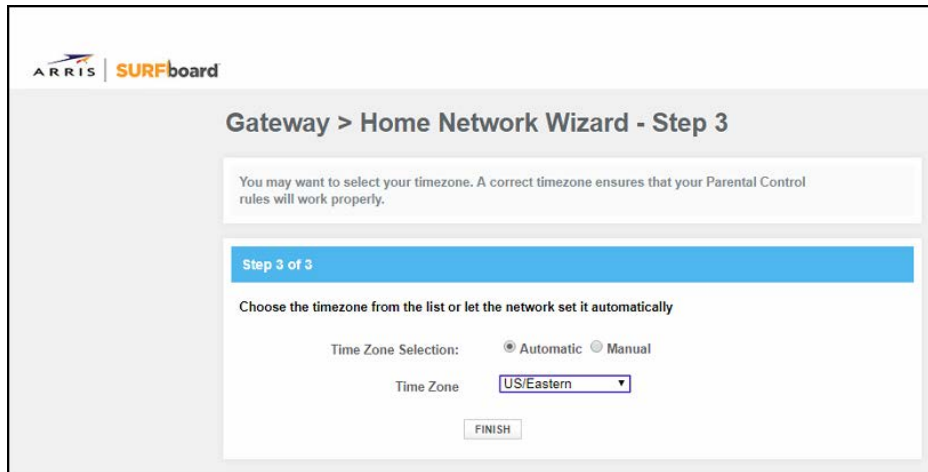 ARRIS SURFboard
Gateway > Home Network Wizard - Step 3
You may want to select your timezone. A correct timezone ensures that your Parental Control
rules will work properly.
Step 3 of 3
Choose the timezone from the list or let the network set it automatically
Time Zone Selection: Automatic Manual
Time Zone US/Eastern
FINISH